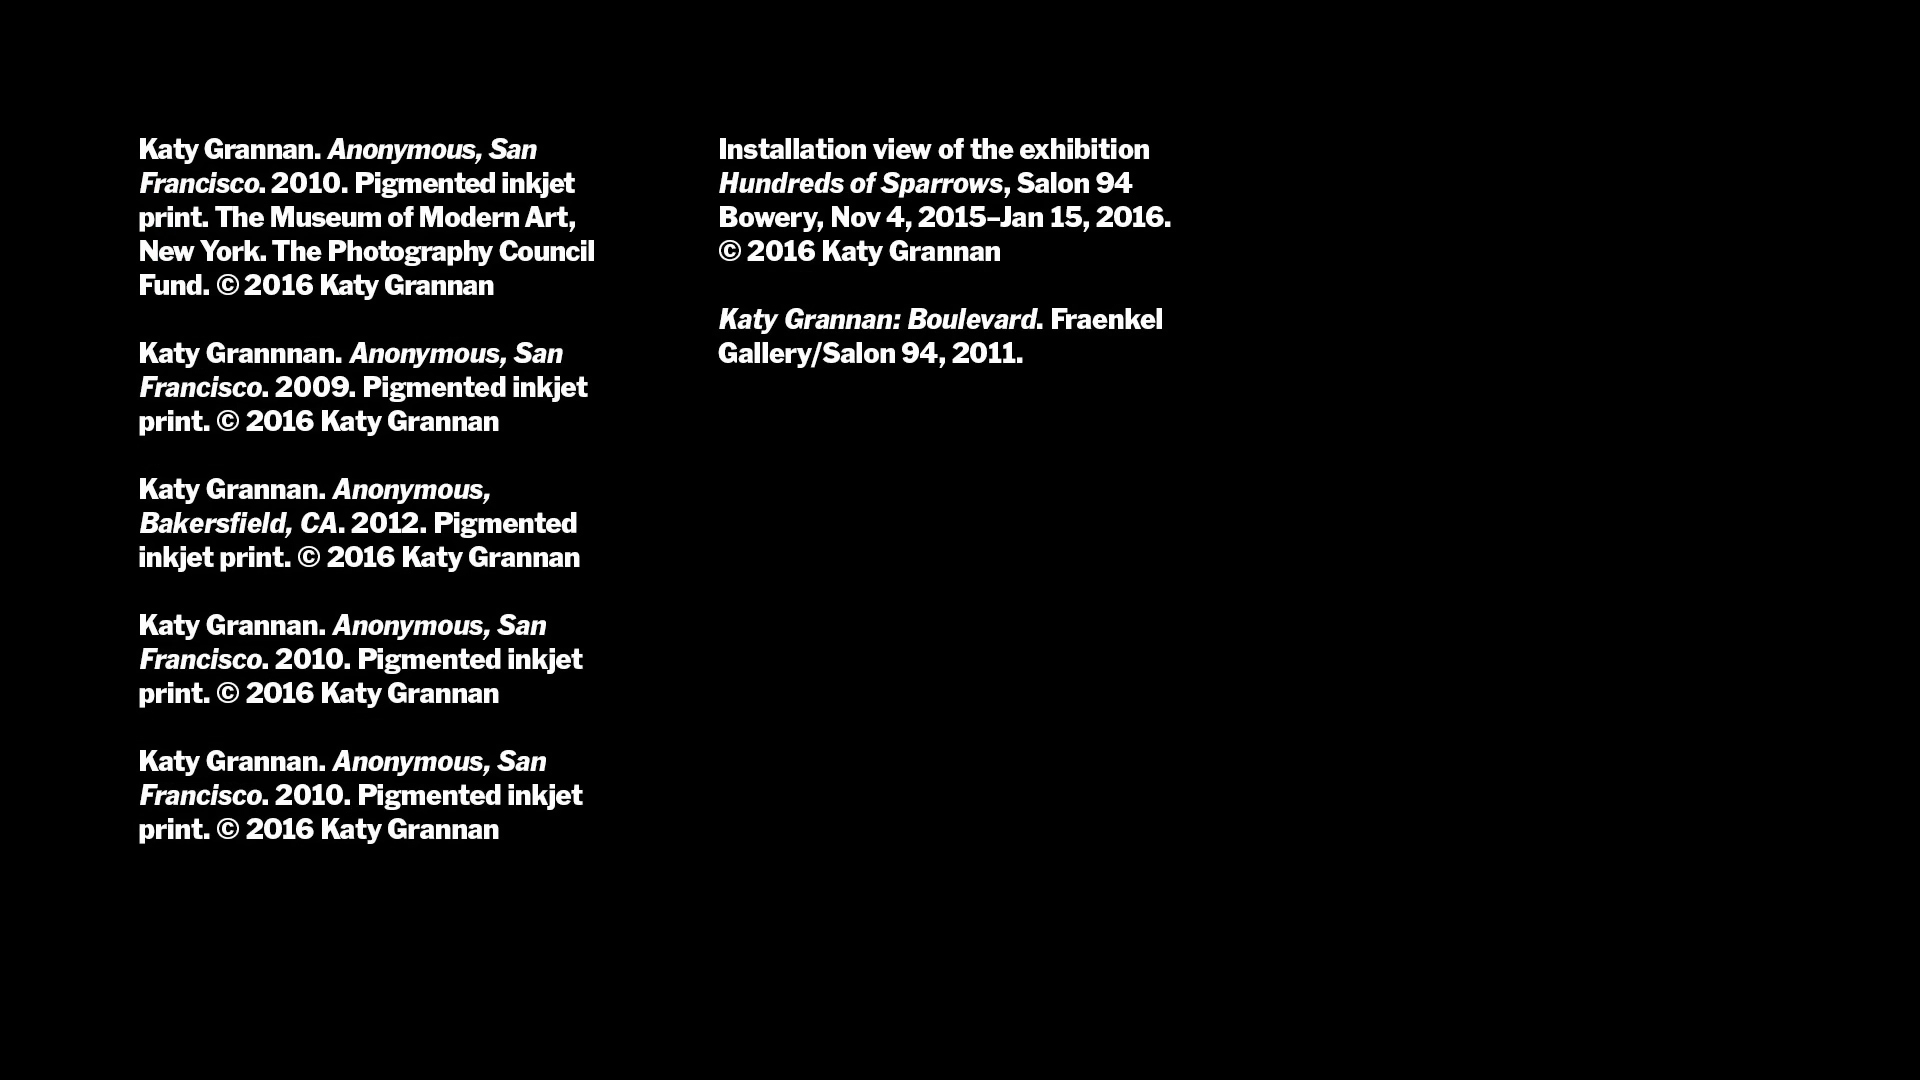 Katy Grannan. Anonymous, San
Francisco. 2010. Pigmented inkjet
print. The Museum of Modern Art,
New York. The Photography Council
Fund. © 2016 Katy Grannan
Katy Grannnan. Anonymous, San
Francisco. 2009. Pigmented inkjet
print. © 2016 Katy Grannan
Katy Grannan. Anonymous,
Bakersfield, CA. 2012. Pigmented
inkjet print. © 2016 Katy Grannan
Katy Grannan. Anonymous, San
Francisco. 2010. Pigmented inkjet
print. © 2016 Katy Grannan
Katy Grannan. Anonymous, San
Francisco. 2010. Pigmented inkjet
print. © 2016 Katy Grannan
Installation view of the exhibition
Hundreds of Sparrows, Salon 94
Bowery, Nov 4, 2015–Jan 15, 2016.
© 2016 Katy Grannan
Katy Grannan: Boulevard. Fraenkel
Gallery/Salon 94, 2011.